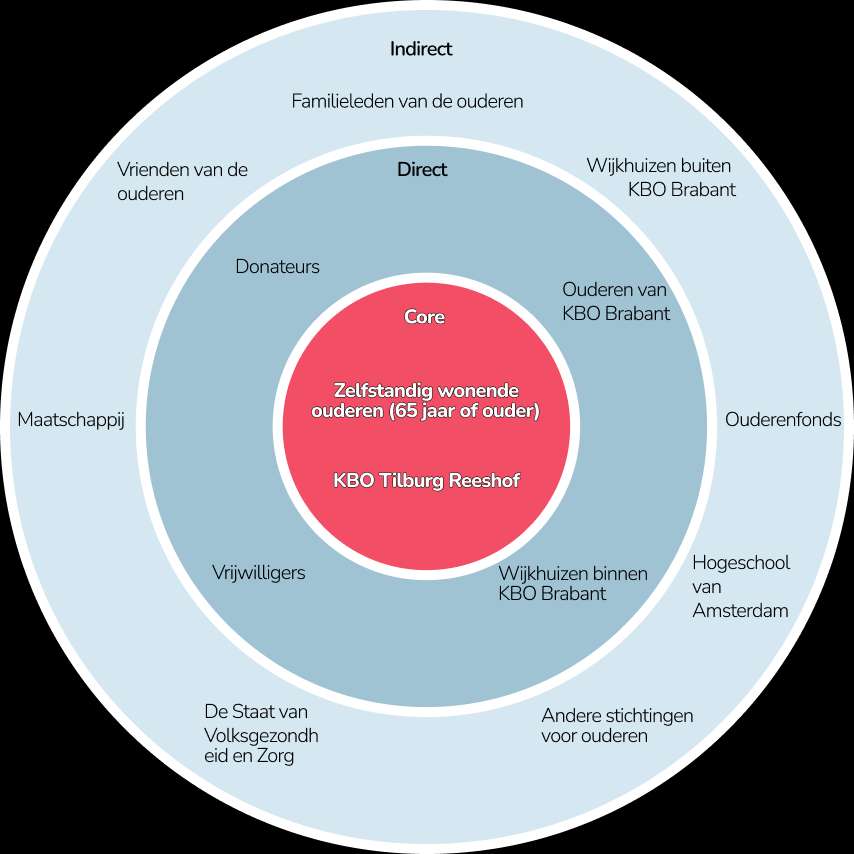 Indirect
Familieleden van de ouderen
Vrienden van de
ouderen
Wijkhuizen buiten
KBO Brabant
Direct
Donateurs
Ouderen van
KBO Brabant
Core
Zelfstandig wonende
ouderen (65 jaar of ouder)
KBO Tilburg Reeshof
Maatschappij
Ouderenfonds
Vrijwilligers
Wijkhuizen binnen
KBO Brabant
Hogeschool
van
Amsterdam
De Staat van
Volksgezondh
eid en Zorg
Andere stichtingen
voor ouderen